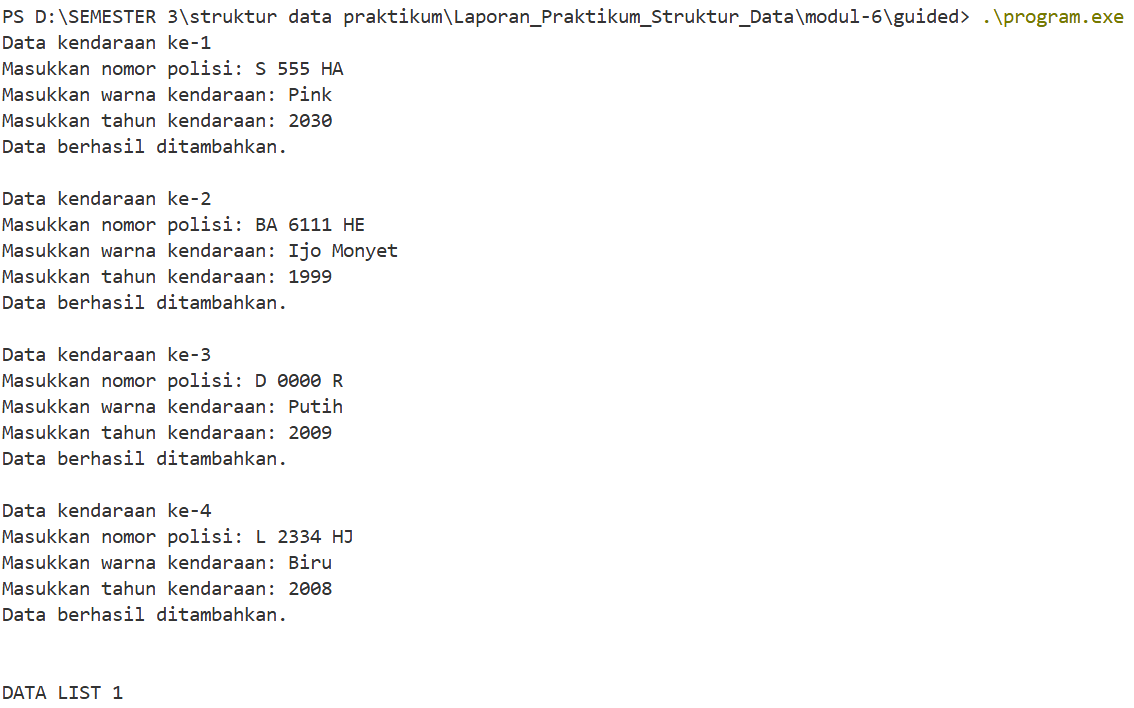 PS D:\SEMESTER 3\struktur data praktikum\Laporan_Praktikum_Struktur_Data\modul-6\guided> .\program.exe
Data kendaraan ke-1
Masukkan nomor polisi: S 555 HA
Masukkan warna kendaraan: Pink
Masukkan tahun kendaraan: 2030
Data berhasil ditambahkan.
Data kendaraan ke-2
Masukkan nomor polisi: BA 6111 HE
Masukkan warna kendaraan: Ijo Monyet
Masukkan tahun kendaraan: 1999
Data berhasil ditambahkan.
Data kendaraan ke-3
Masukkan nomor polisi: D 0000 R
Masukkan warna kendaraan: Putih
Masukkan tahun kendaraan: 2009
Data berhasil ditambahkan.
Data kendaraan ke-4
Masukkan nomor polisi: L 2334 HJ
Masukkan warna kendaraan: Biru
Masukkan tahun kendaraan: 2008
Data berhasil ditambahkan.
DATA LIST 1